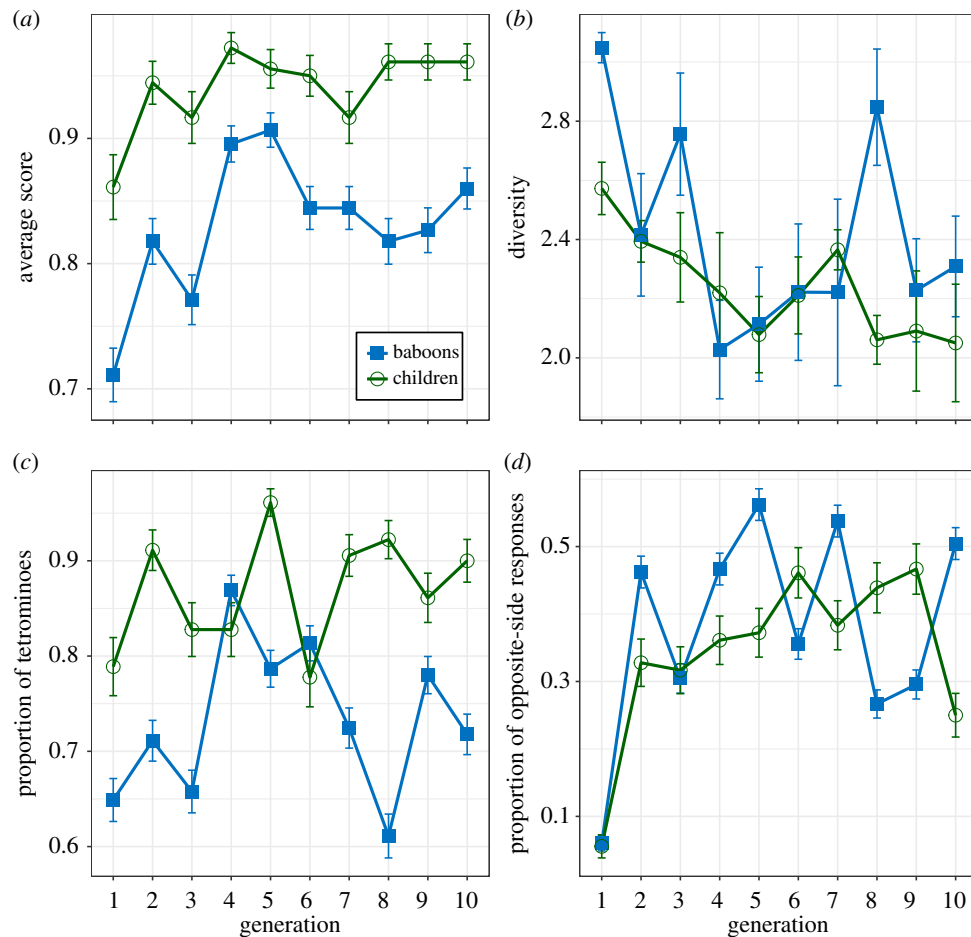 (a)
average score
0.9
0.8
0.7
baboons
children
(b)
diversity
2.8
2.4
2.0
(c)
proportion of tetrominoes
0.9
0.8
0.7
0.6
1 2 3 4 5 6 7 8 9 10
generation
(d)
proportion of opposite-side responses
0.5
0.3
0.1
1 2 3 4 5 6 7 8 9 10
generation